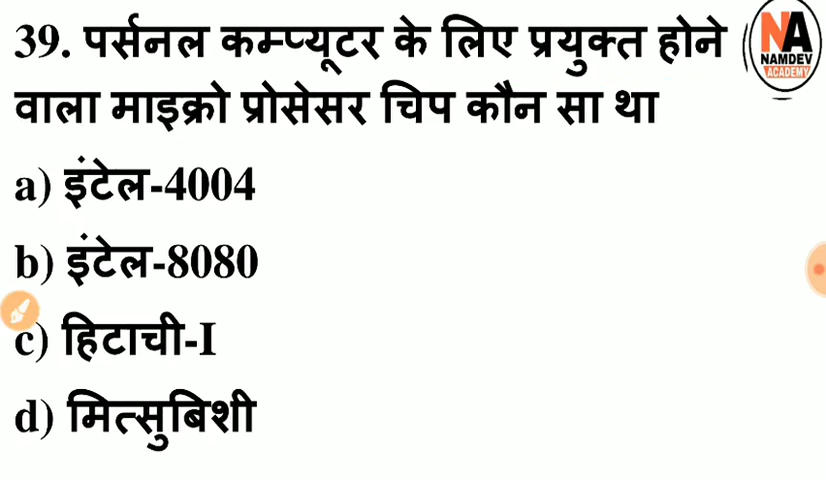 39. पर्सनल कम्प्यूटर के लिए प्रयुक्त होने
वाला माइक्रो प्रोसेसर चिप कौन सा था
a) इंटेल-4004
b) इंटेल-8080
c) हिटाची-I
d) मित्सुबिशी
NA
NAMDEV
ACADEMY